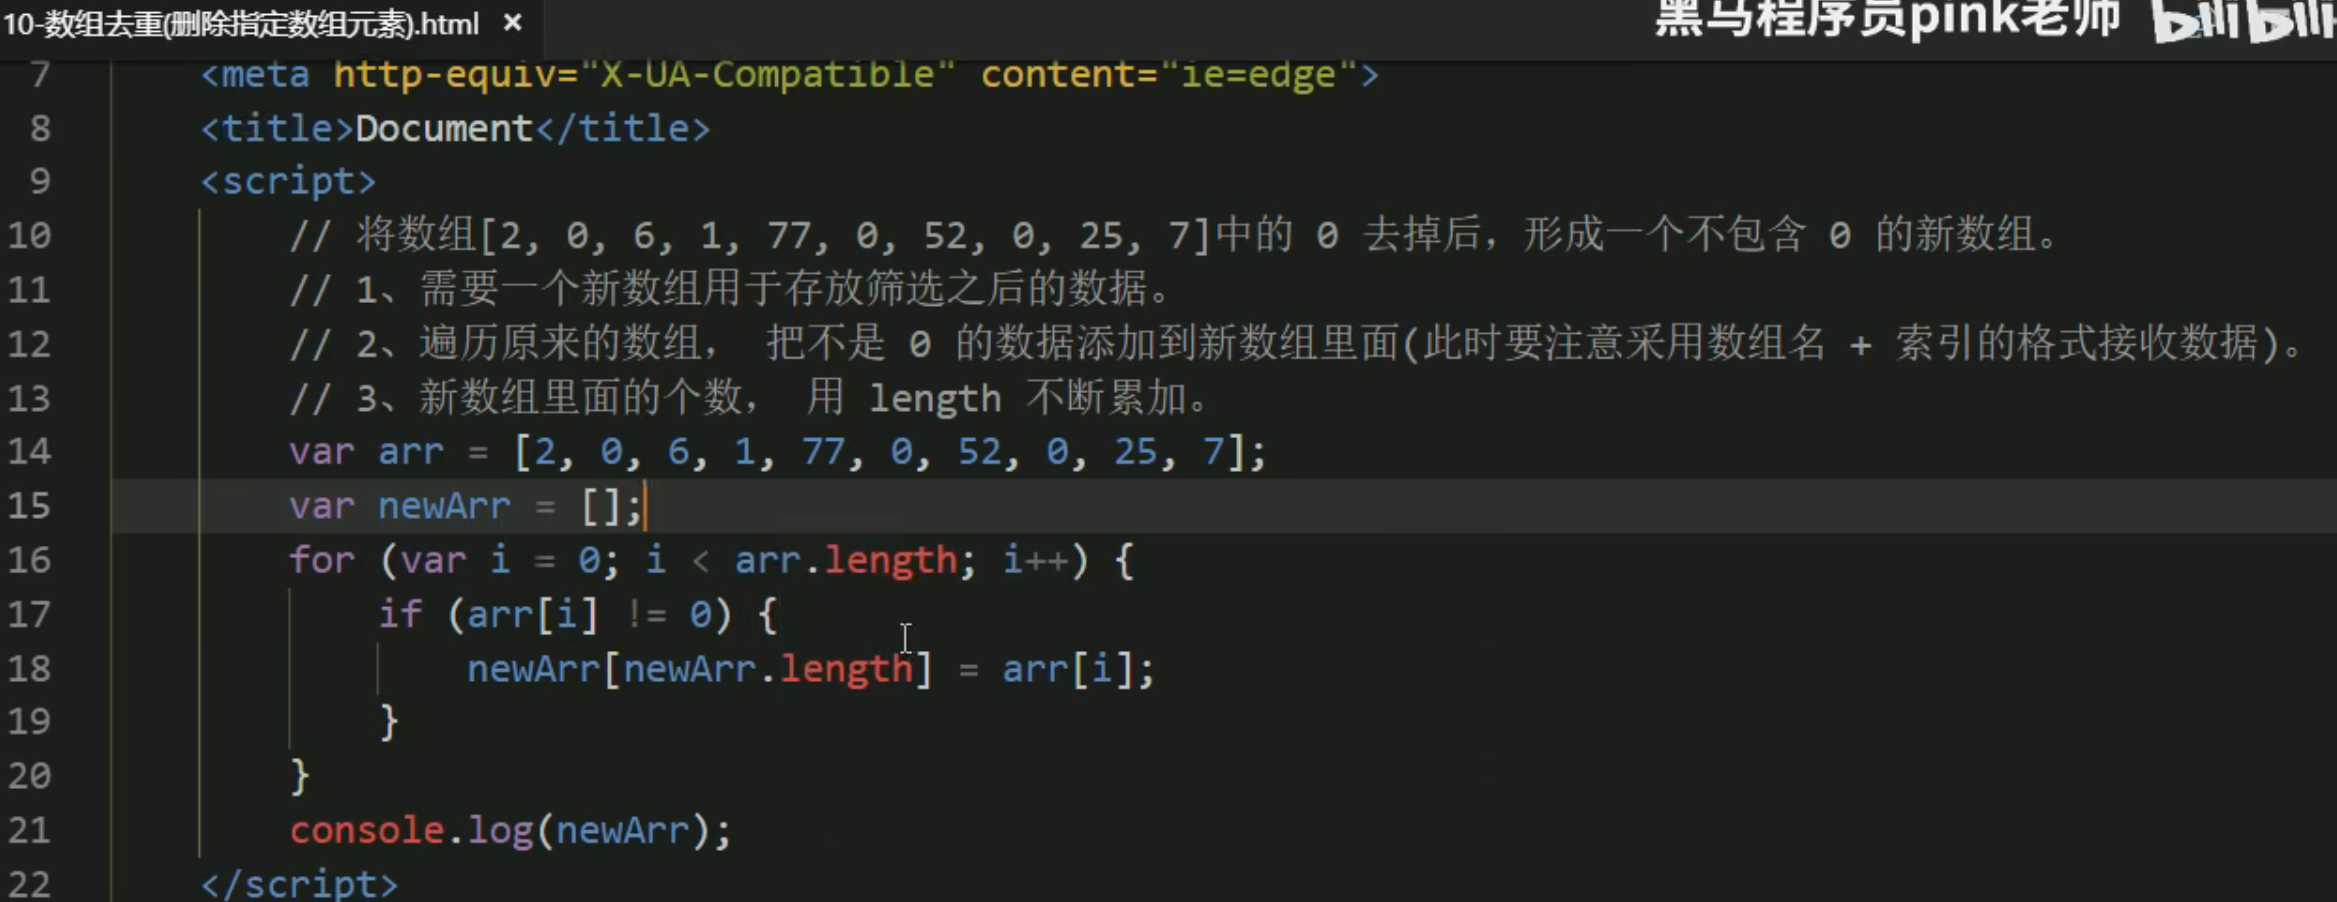 10-数组去重(删除指定数组元素).html ×
黑马程序员pink老师 bilibili
7 <meta http-equiv="X-UA-Compatible" content="ie=edge">
8 <title>Document</title>
9 <script>
10 // 将数组[2, 0, 6, 1, 77, 0, 52, 0, 25, 7]中的 0 去掉后，形成一个不包含 0 的新数组。
11 // 1、需要一个新数组用于存放筛选之后的数据。
12 // 2、遍历原来的数组， 把不是 0 的数据添加到新数组里面(此时要注意采用数组名 + 索引的格式接收数据)。
13 // 3、新数组里面的个数， 用 length 不断累加。
14 var arr = [2, 0, 6, 1, 77, 0, 52, 0, 25, 7];
15 var newArr = [];
16 for (var i = 0; i < arr.length; i++) {
17 if (arr[i] != 0) {
18 newArr[newArr.length] = arr[i];
19 }
20 }
21 console.log(newArr);
22 </script>